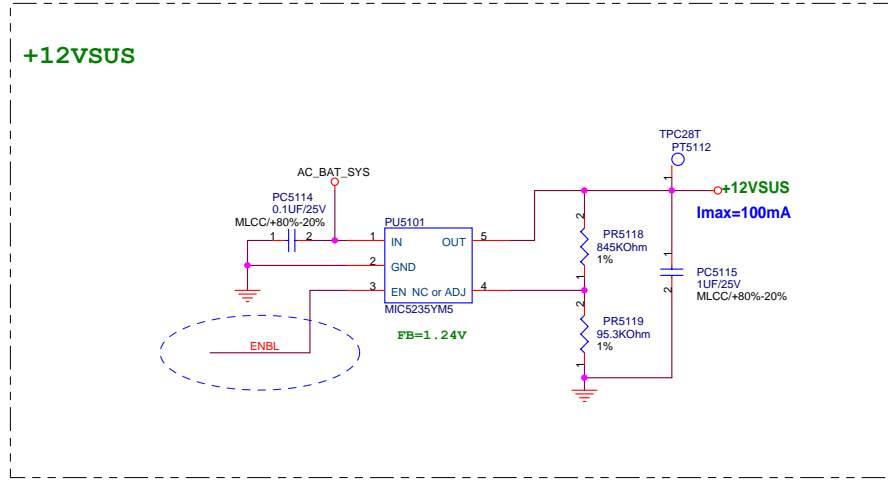 +12VSUS
TPC28T
PT5112
1
AC_BAT_SYS
+12VSUS
Imax=100mA
PC5114
0.1UF/25V
MLCC/+80%-20%
1
2
PU5101
1
IN
OUT
5
2
GND
3
EN
NC or ADJ
4
MIC5235YM5
FB=1.24V
2
PR5118
845KOhm
1%
1
1
PC5115
1UF/25V
MLCC/+80%-20%
2
2
PR5119
95.3KOhm
1%
1
ENBL